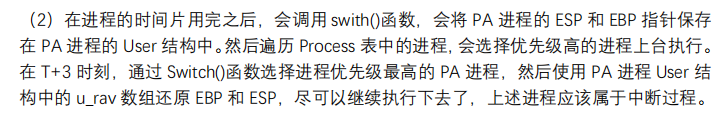 （2）在进程的时间片用完之后，会调用 swith()函数，会将 PA 进程的 ESP 和 EBP 指针保存
在 PA 进程的 User 结构中。然后遍历 Process 表中的进程，会选择优先级高的进程上台执行。
在 T+3 时刻，通过 Switch()函数选择进程优先级最高的 PA 进程，然后使用 PA 进程 User 结
构中的 u_rav 数组还原 EBP 和 ESP，尽可以继续执行下去了，上述进程应该属于中断过程。